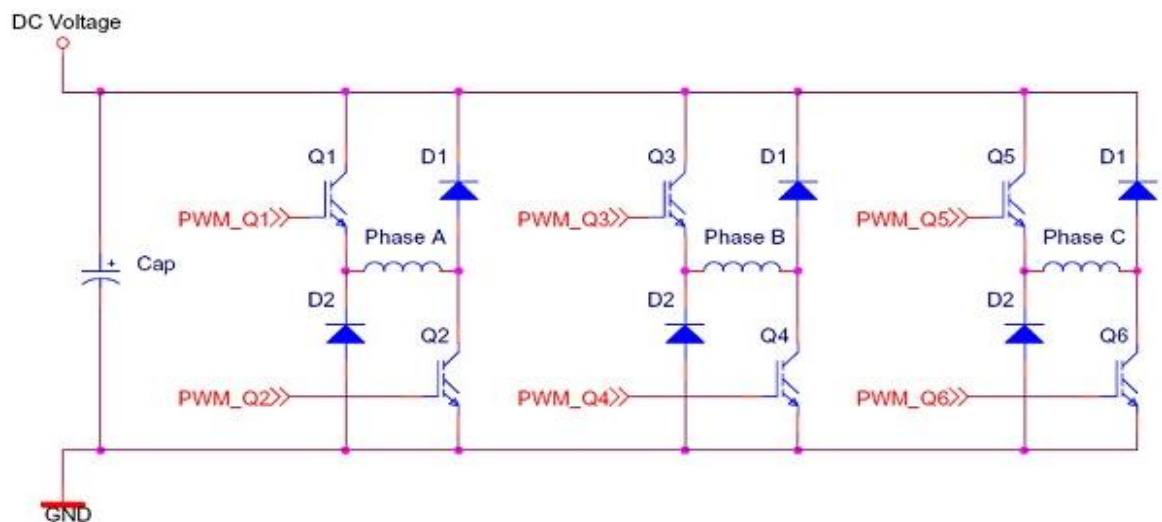 DC Voltage
Q1
D1
Q3
D1
Q5
D1
PWM_Q1
Phase A
PWM_Q3
Phase B
PWM_Q5
Phase C
+
Cap
D2
Q2
D2
Q4
D2
Q6
PWM_Q2
PWM_Q4
PWM_Q6
GND